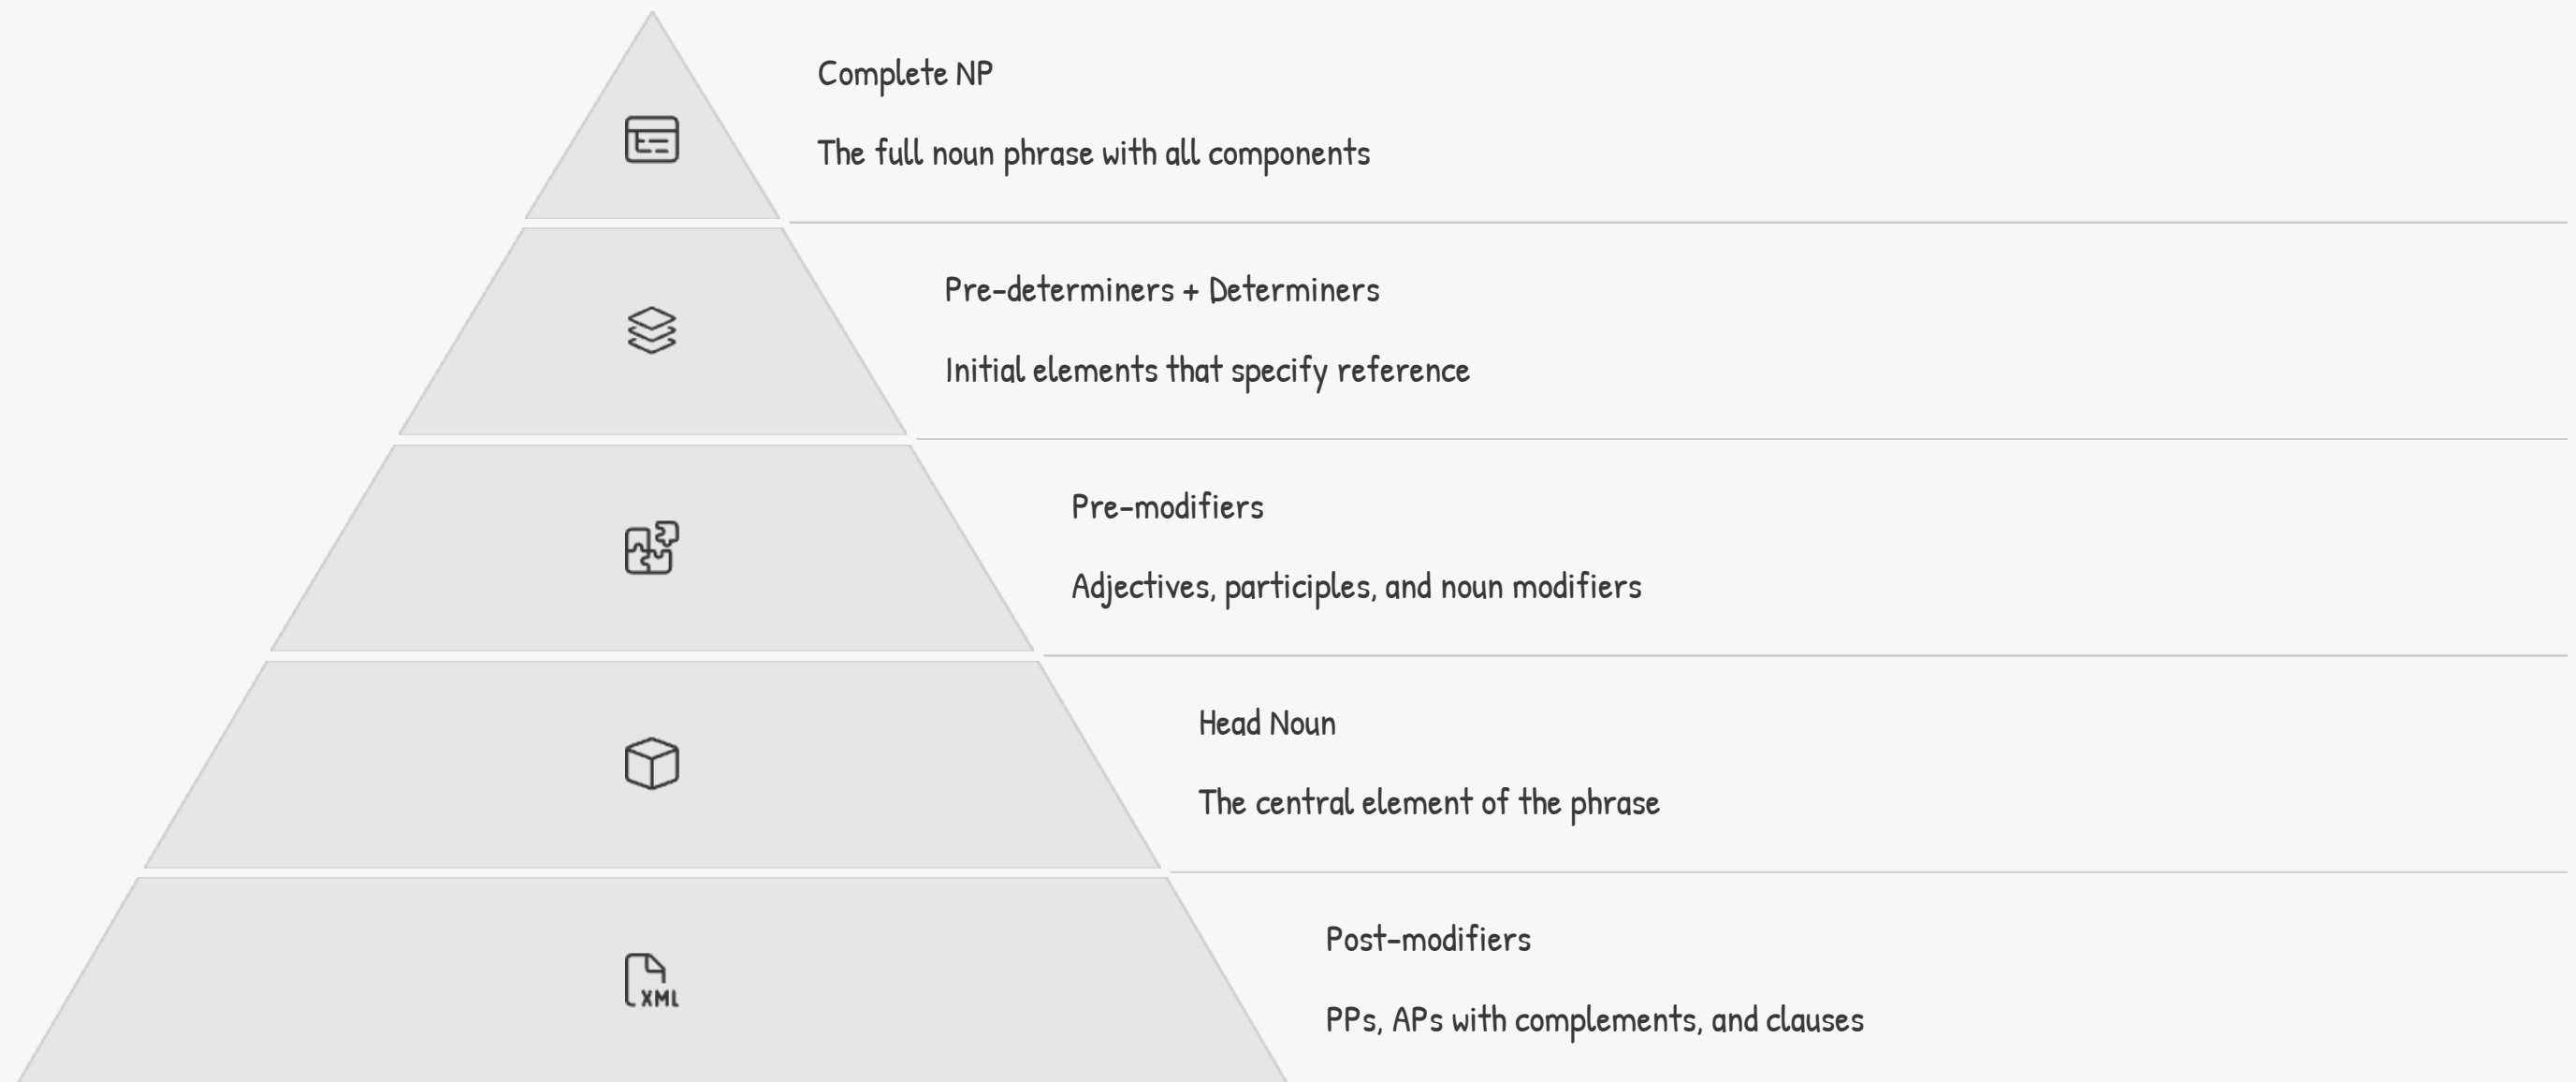 Complete NP
The full noun phrase with all components
Pre-determiners + Determiners
Initial elements that specify reference
Pre-modifiers
Adjectives, participles, and noun modifiers
Head Noun
The central element of the phrase
Post-modifiers
XML
PPs, APs with complements, and clauses